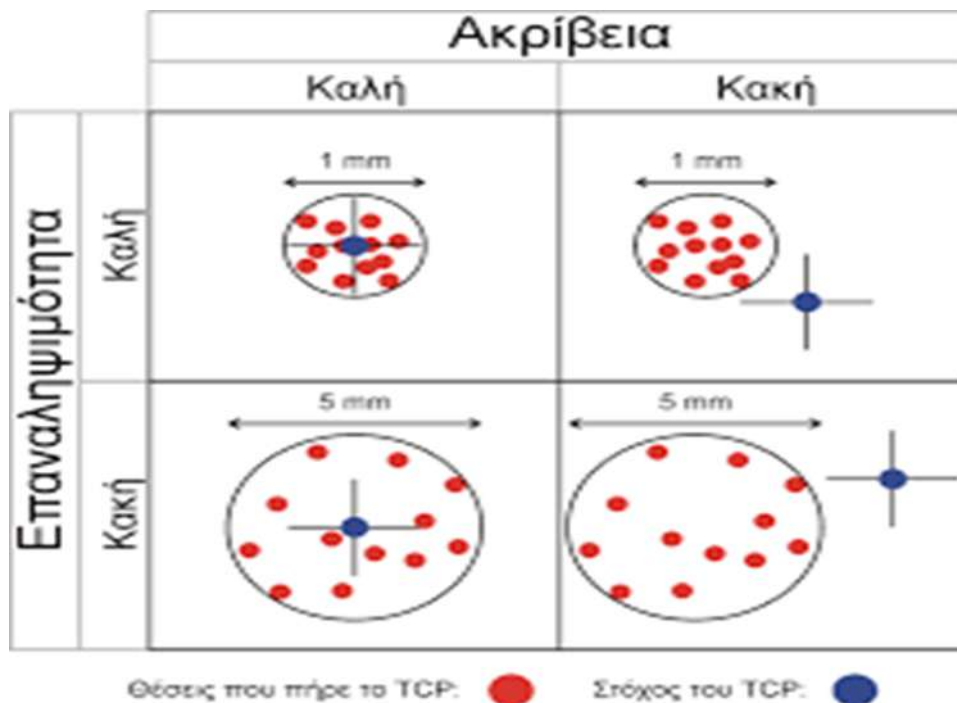 Ακρίβεια
Καλή Κακή
Επαναληψιμότητα
Καλή
1 mm 1 mm
Κακή
5 mm 5 mm
Θέσεις που πήρε το TCP: Στόχος του TCP: